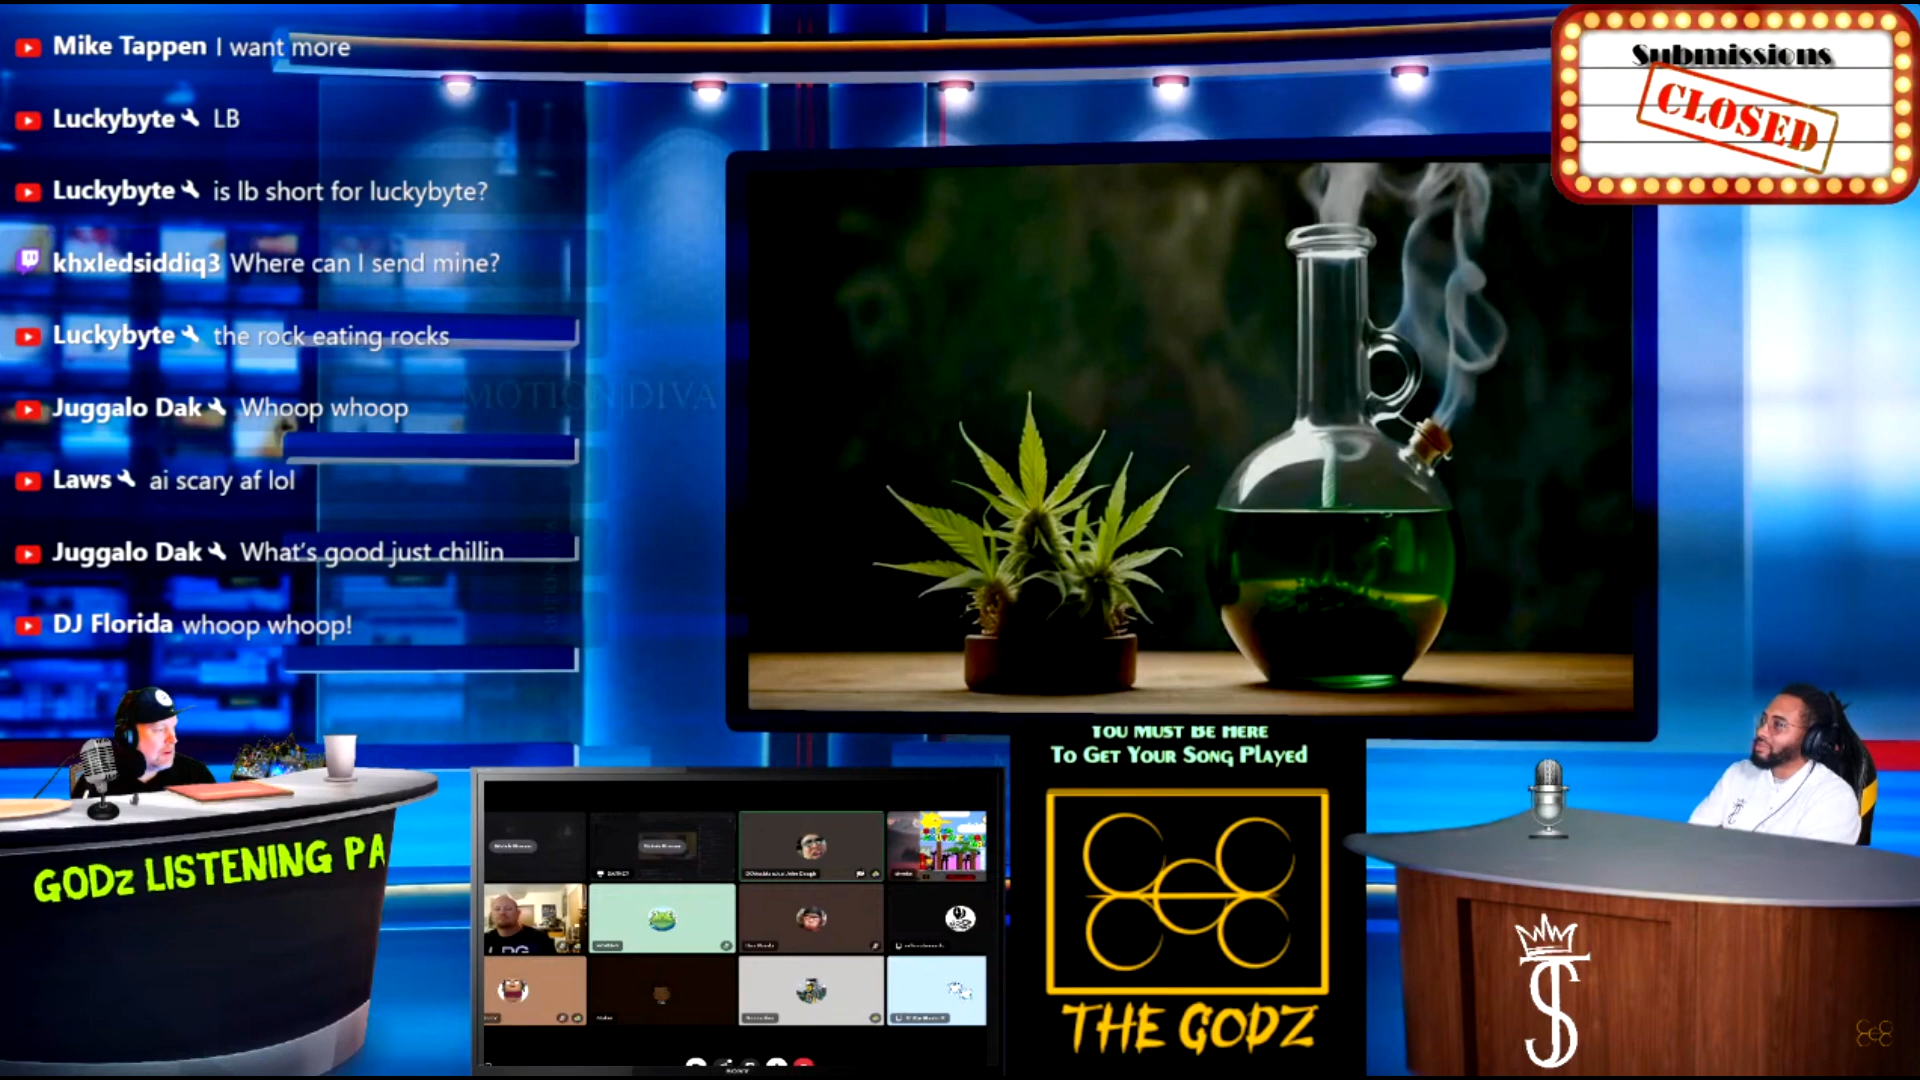 Mike Tappen I want more
Luckybyte LB
Luckybyte is lb short for luckybyte?
khxledsiddiq3 Where can I send mine?
Luckybyte the rock eating rocks
Juggalo Dak Whoop whoop
Laws ai scary af lol
Juggalo Dak What's good just chillin
DJ Florida whoop whoop!
Submissions
CLOSED
MOTION DIVA
You Must Be Here
To Get Your Song Played
GODz LISTENING PA
THE GODZ
SONY